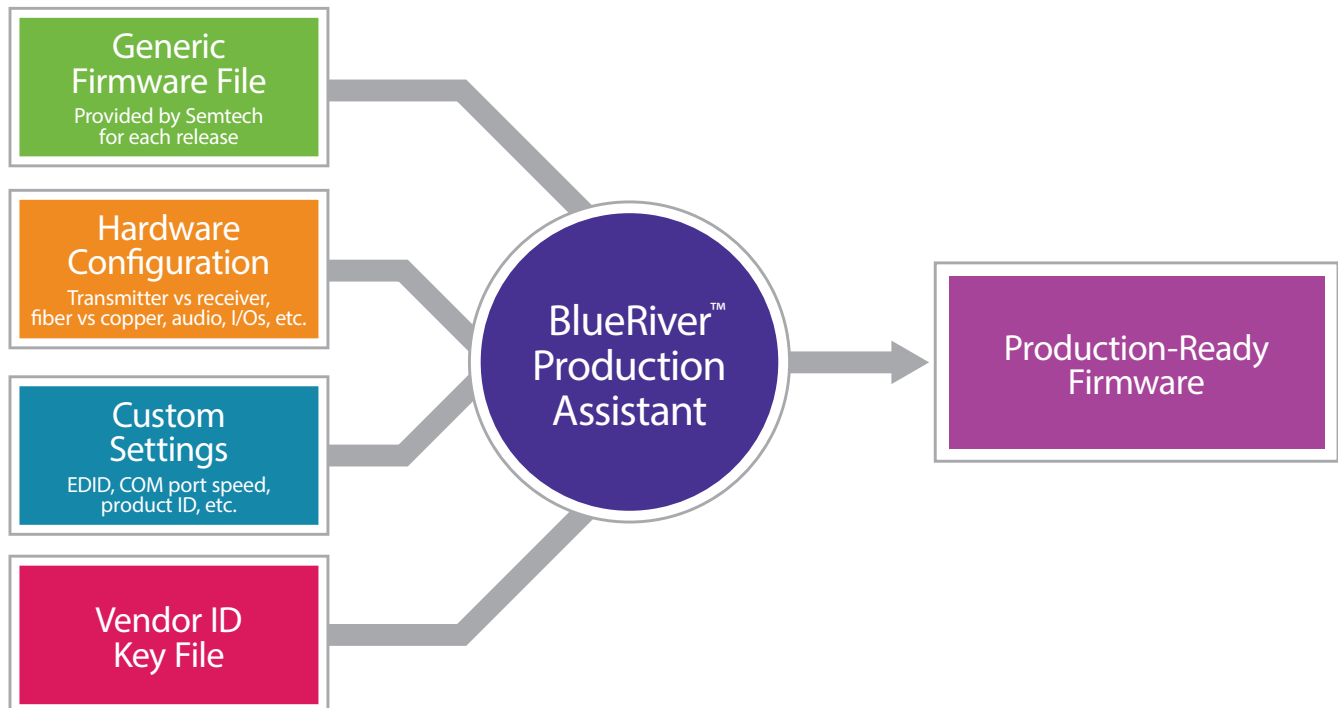 Generic
Firmware File
Provided by Semtech
for each release
Hardware
Configuration
Transmitter vs receiver,
fiber vs copper, audio, I/Os, etc.
Custom
Settings
EDID, COM port speed,
product ID, etc.
Vendor ID
Key File
BlueRiver™
Production
Assistant
Production-Ready
Firmware